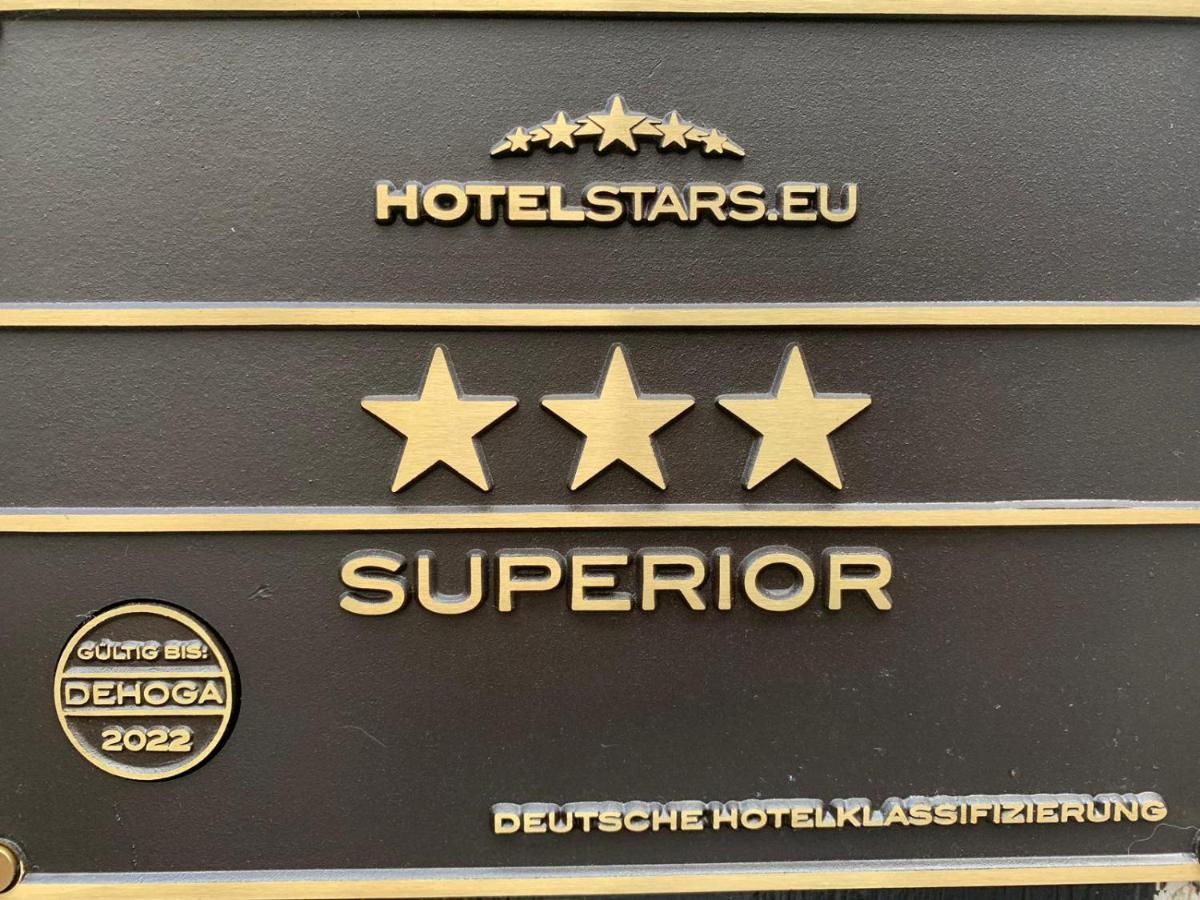 HOTELSTARS.EU
SUPERIOR
GÜLTIG BIS:
DEHOGA
2022
DEUTSCHE HOTELKLASSIFIZIERUNG